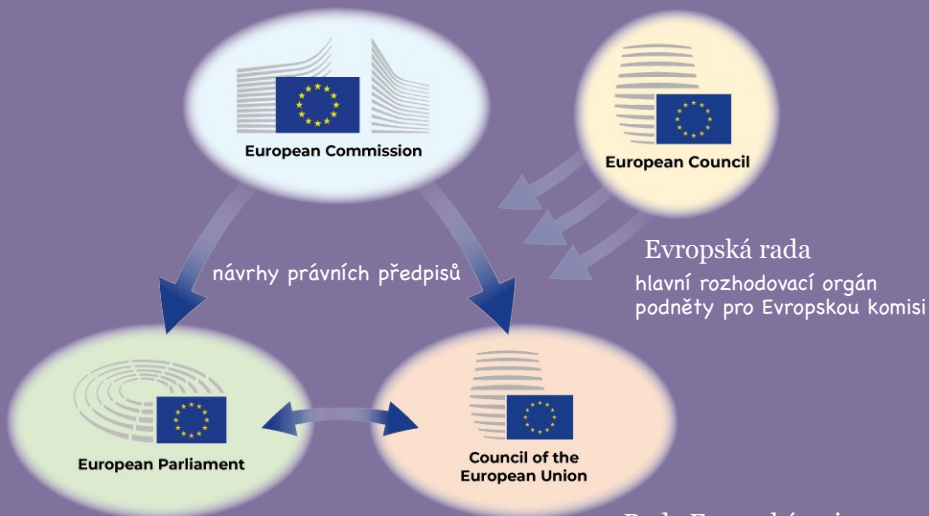 European Commission
European Council
Evropská rada
hlavní rozhodovací orgán
podněty pro Evropskou komisi
návrhy právních předpisů
European Parliament
Council of the
European Union